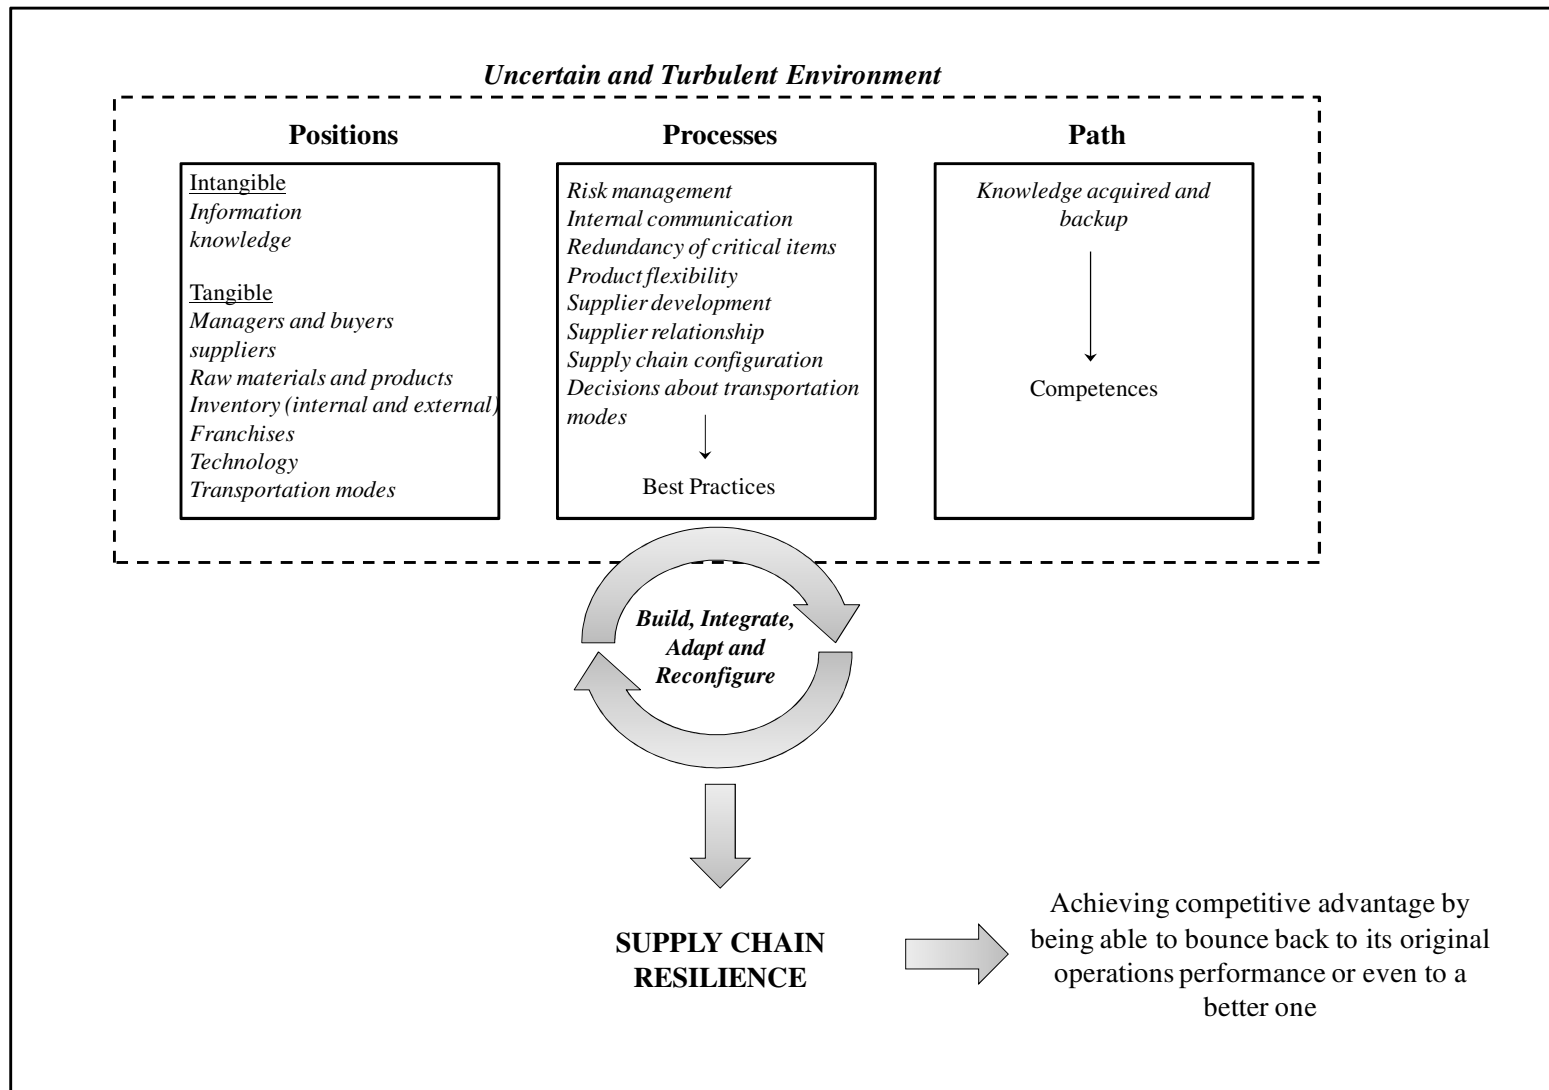 Uncertain and Turbulent Environment
Positions
Intangible
Information
knowledge
Tangible
Managers and buyers
suppliers
Raw materials and products
Inventory (internal and external)
Franchises
Technology
Transportation modes
Processes
Risk management
Internal communication
Redundancy of critical items
Product flexibility
Supplier development
Supplier relationship
Supply chain configuration
Decisions about transportation
modes
Best Practices
Path
Knowledge acquired and
backup
Competences
Build, Integrate,
Adapt and
Reconfigure
SUPPLY CHAIN
RESILIENCE
Achieving competitive advantage by
being able to bounce back to its original
operations performance or even to a
better one